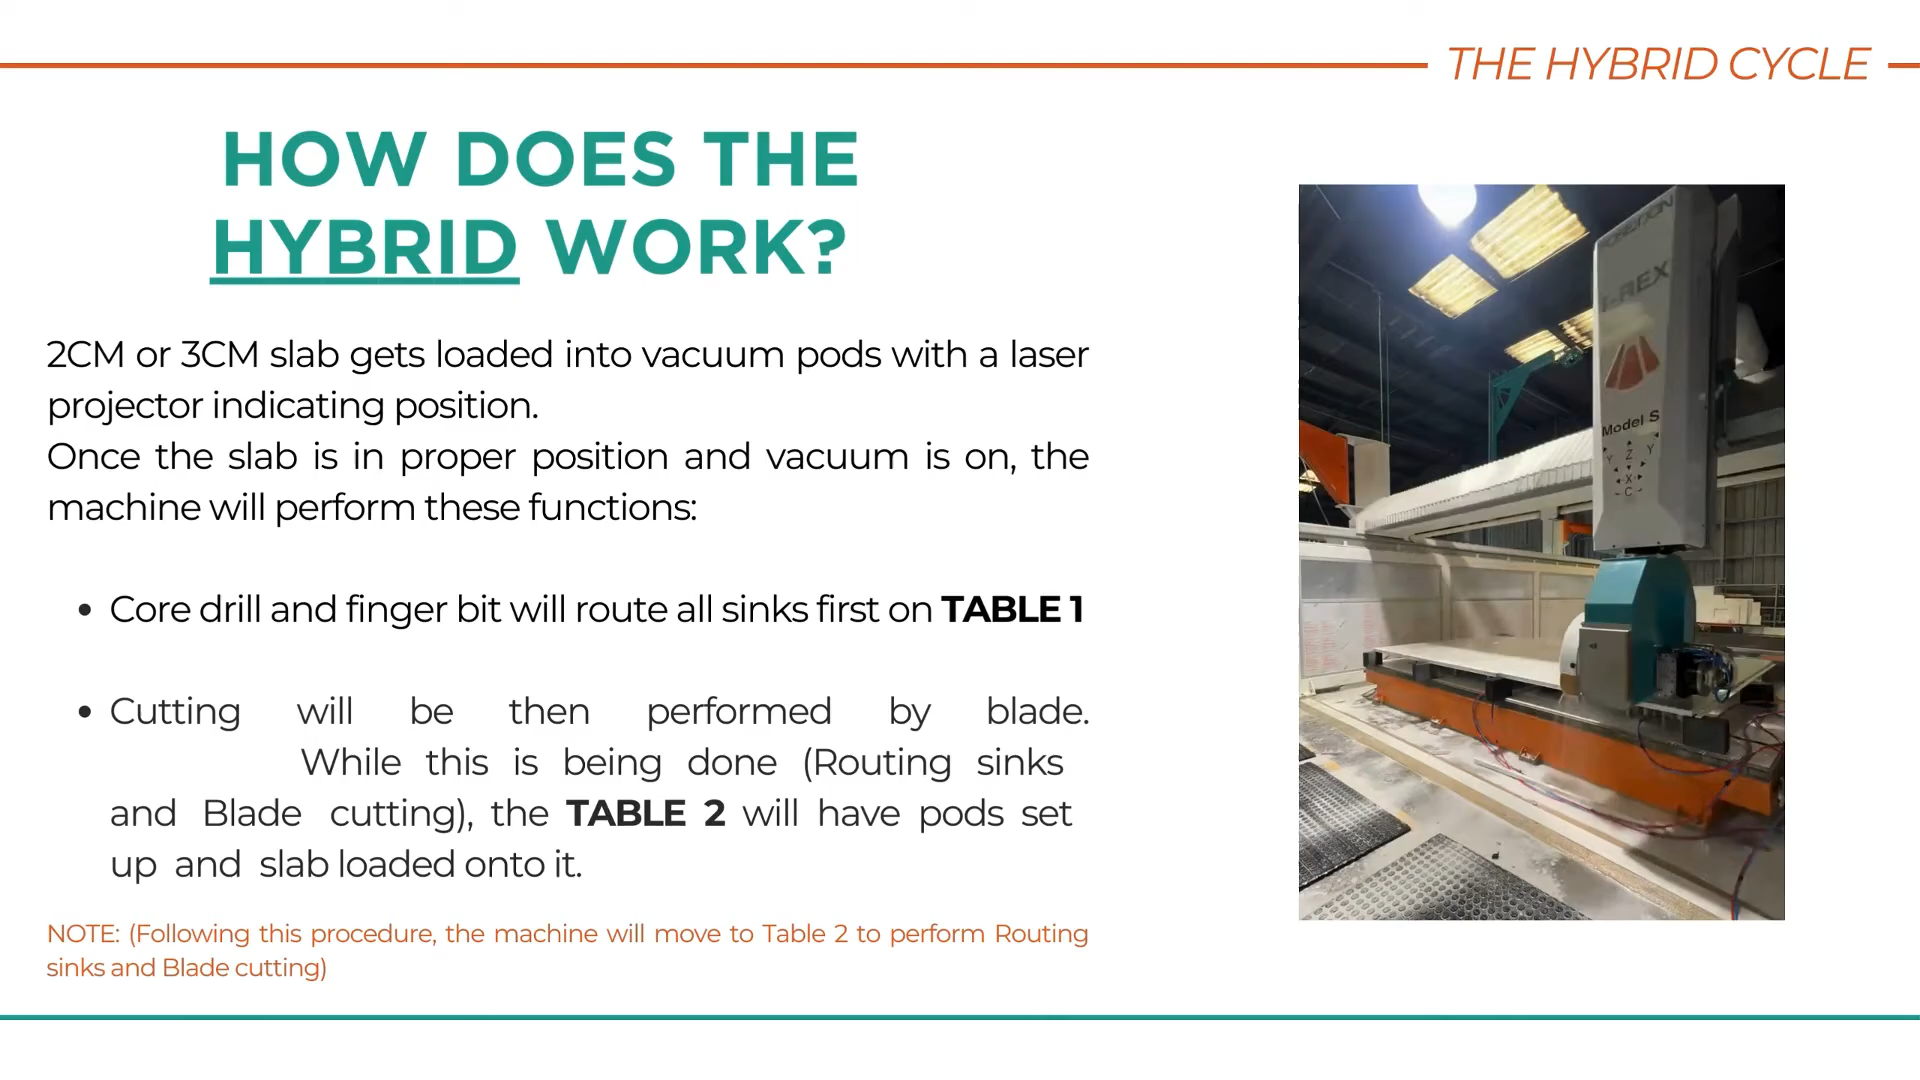 THE HYBRID CYCLE
HOW DOES THE
HYBRID WORK?
2CM or 3CM slab gets loaded into vacuum pods with a laser
projector indicating position.
Once the slab is in proper position and vacuum is on, the
machine will perform these functions:
• Core drill and finger bit will route all sinks first on TABLE 1
• Cutting will be then performed by blade.
While this is being done (Routing sinks
and Blade cutting), the TABLE 2 will have pods set
up and slab loaded onto it.
NOTE: (Following this procedure, the machine will move to Table 2 to perform Routing
sinks and Blade cutting)
T-REX
Model S
Z
Y Y
X
C